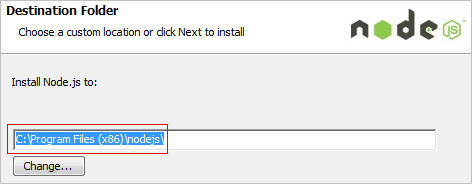 Destination Folder
Choose a custom location or click Next to install
node
JS
Install Node.js to:
C:\Program Files (x86)\nodejs\
Change...